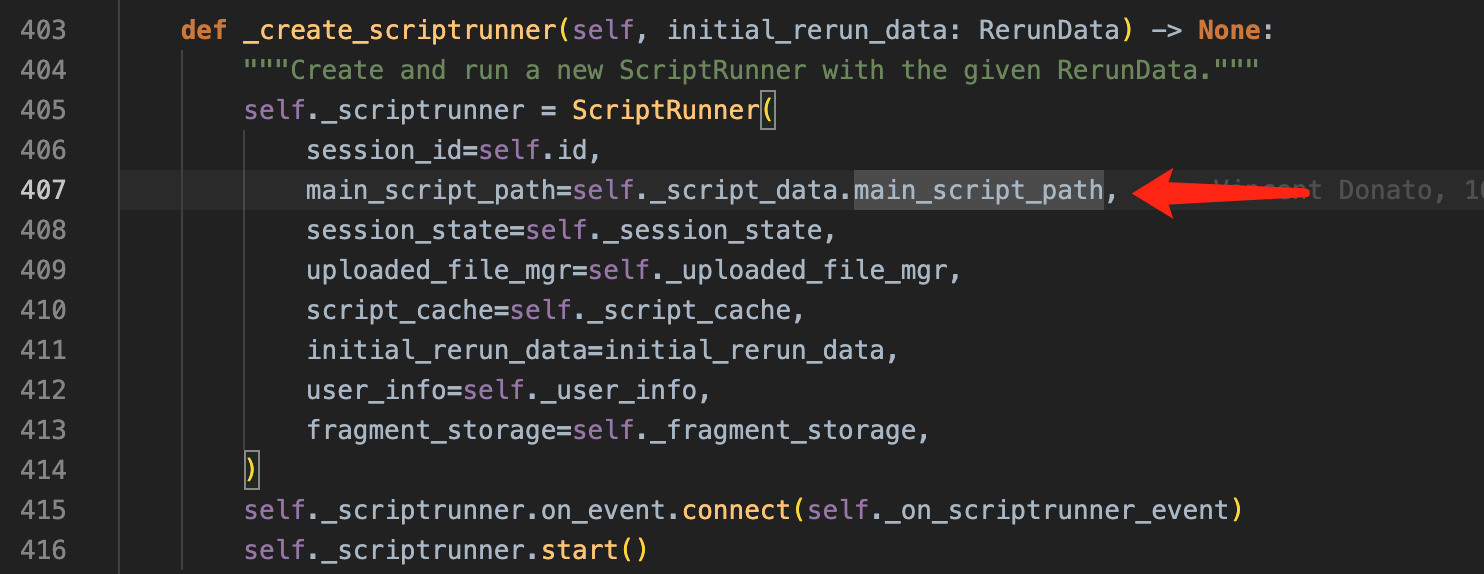 403 def _create_scriptrunner(self, initial_rerun_data: RerunData) -> None:
404 """Create and run a new ScriptRunner with the given RerunData."""
405 self._scriptrunner = ScriptRunner(
406 session_id=self.id,
407 main_script_path=self._script_data.main_script_path, Donato,
408 session_state=self._session_state,
409 uploaded_file_mgr=self._uploaded_file_mgr,
410 script_cache=self._script_cache,
411 initial_rerun_data=initial_rerun_data,
412 user_info=self._user_info,
413 fragment_storage=self._fragment_storage,
414 )
415 self._scriptrunner.on_event.connect(self._on_scriptrunner_event)
416 self._scriptrunner.start()